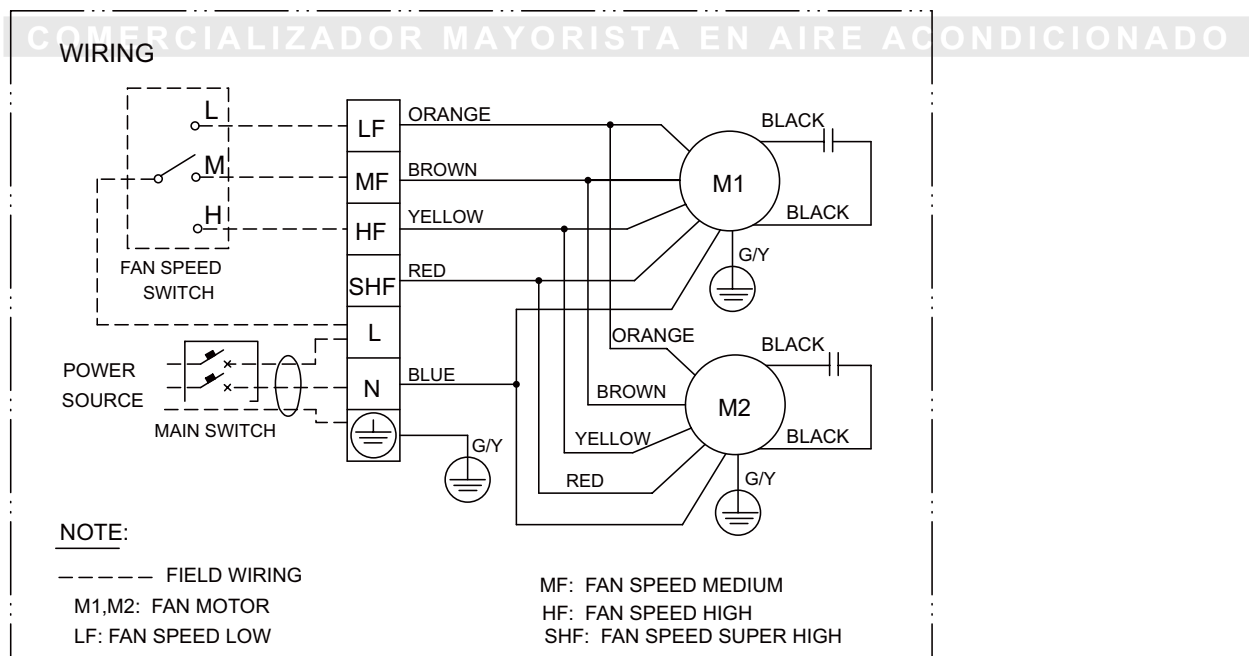 COMERCIALIZADOR MAYORISTA EN AIRE ACONDICIONADO
WIRING
L
M
H
FAN SPEED
SWITCH
POWER
SOURCE
MAIN SWITCH
LF
MF
HF
SHF
L
N
ORANGE
BROWN
YELLOW
RED
BLUE
G/Y
M1
BLACK
BLACK
G/Y
ORANGE
BROWN
YELLOW
RED
M2
BLACK
BLACK
G/Y
NOTE:
FIELD WIRING
M1,M2: FAN MOTOR
LF: FAN SPEED LOW
MF: FAN SPEED MEDIUM
HF: FAN SPEED HIGH
SHF: FAN SPEED SUPER HIGH